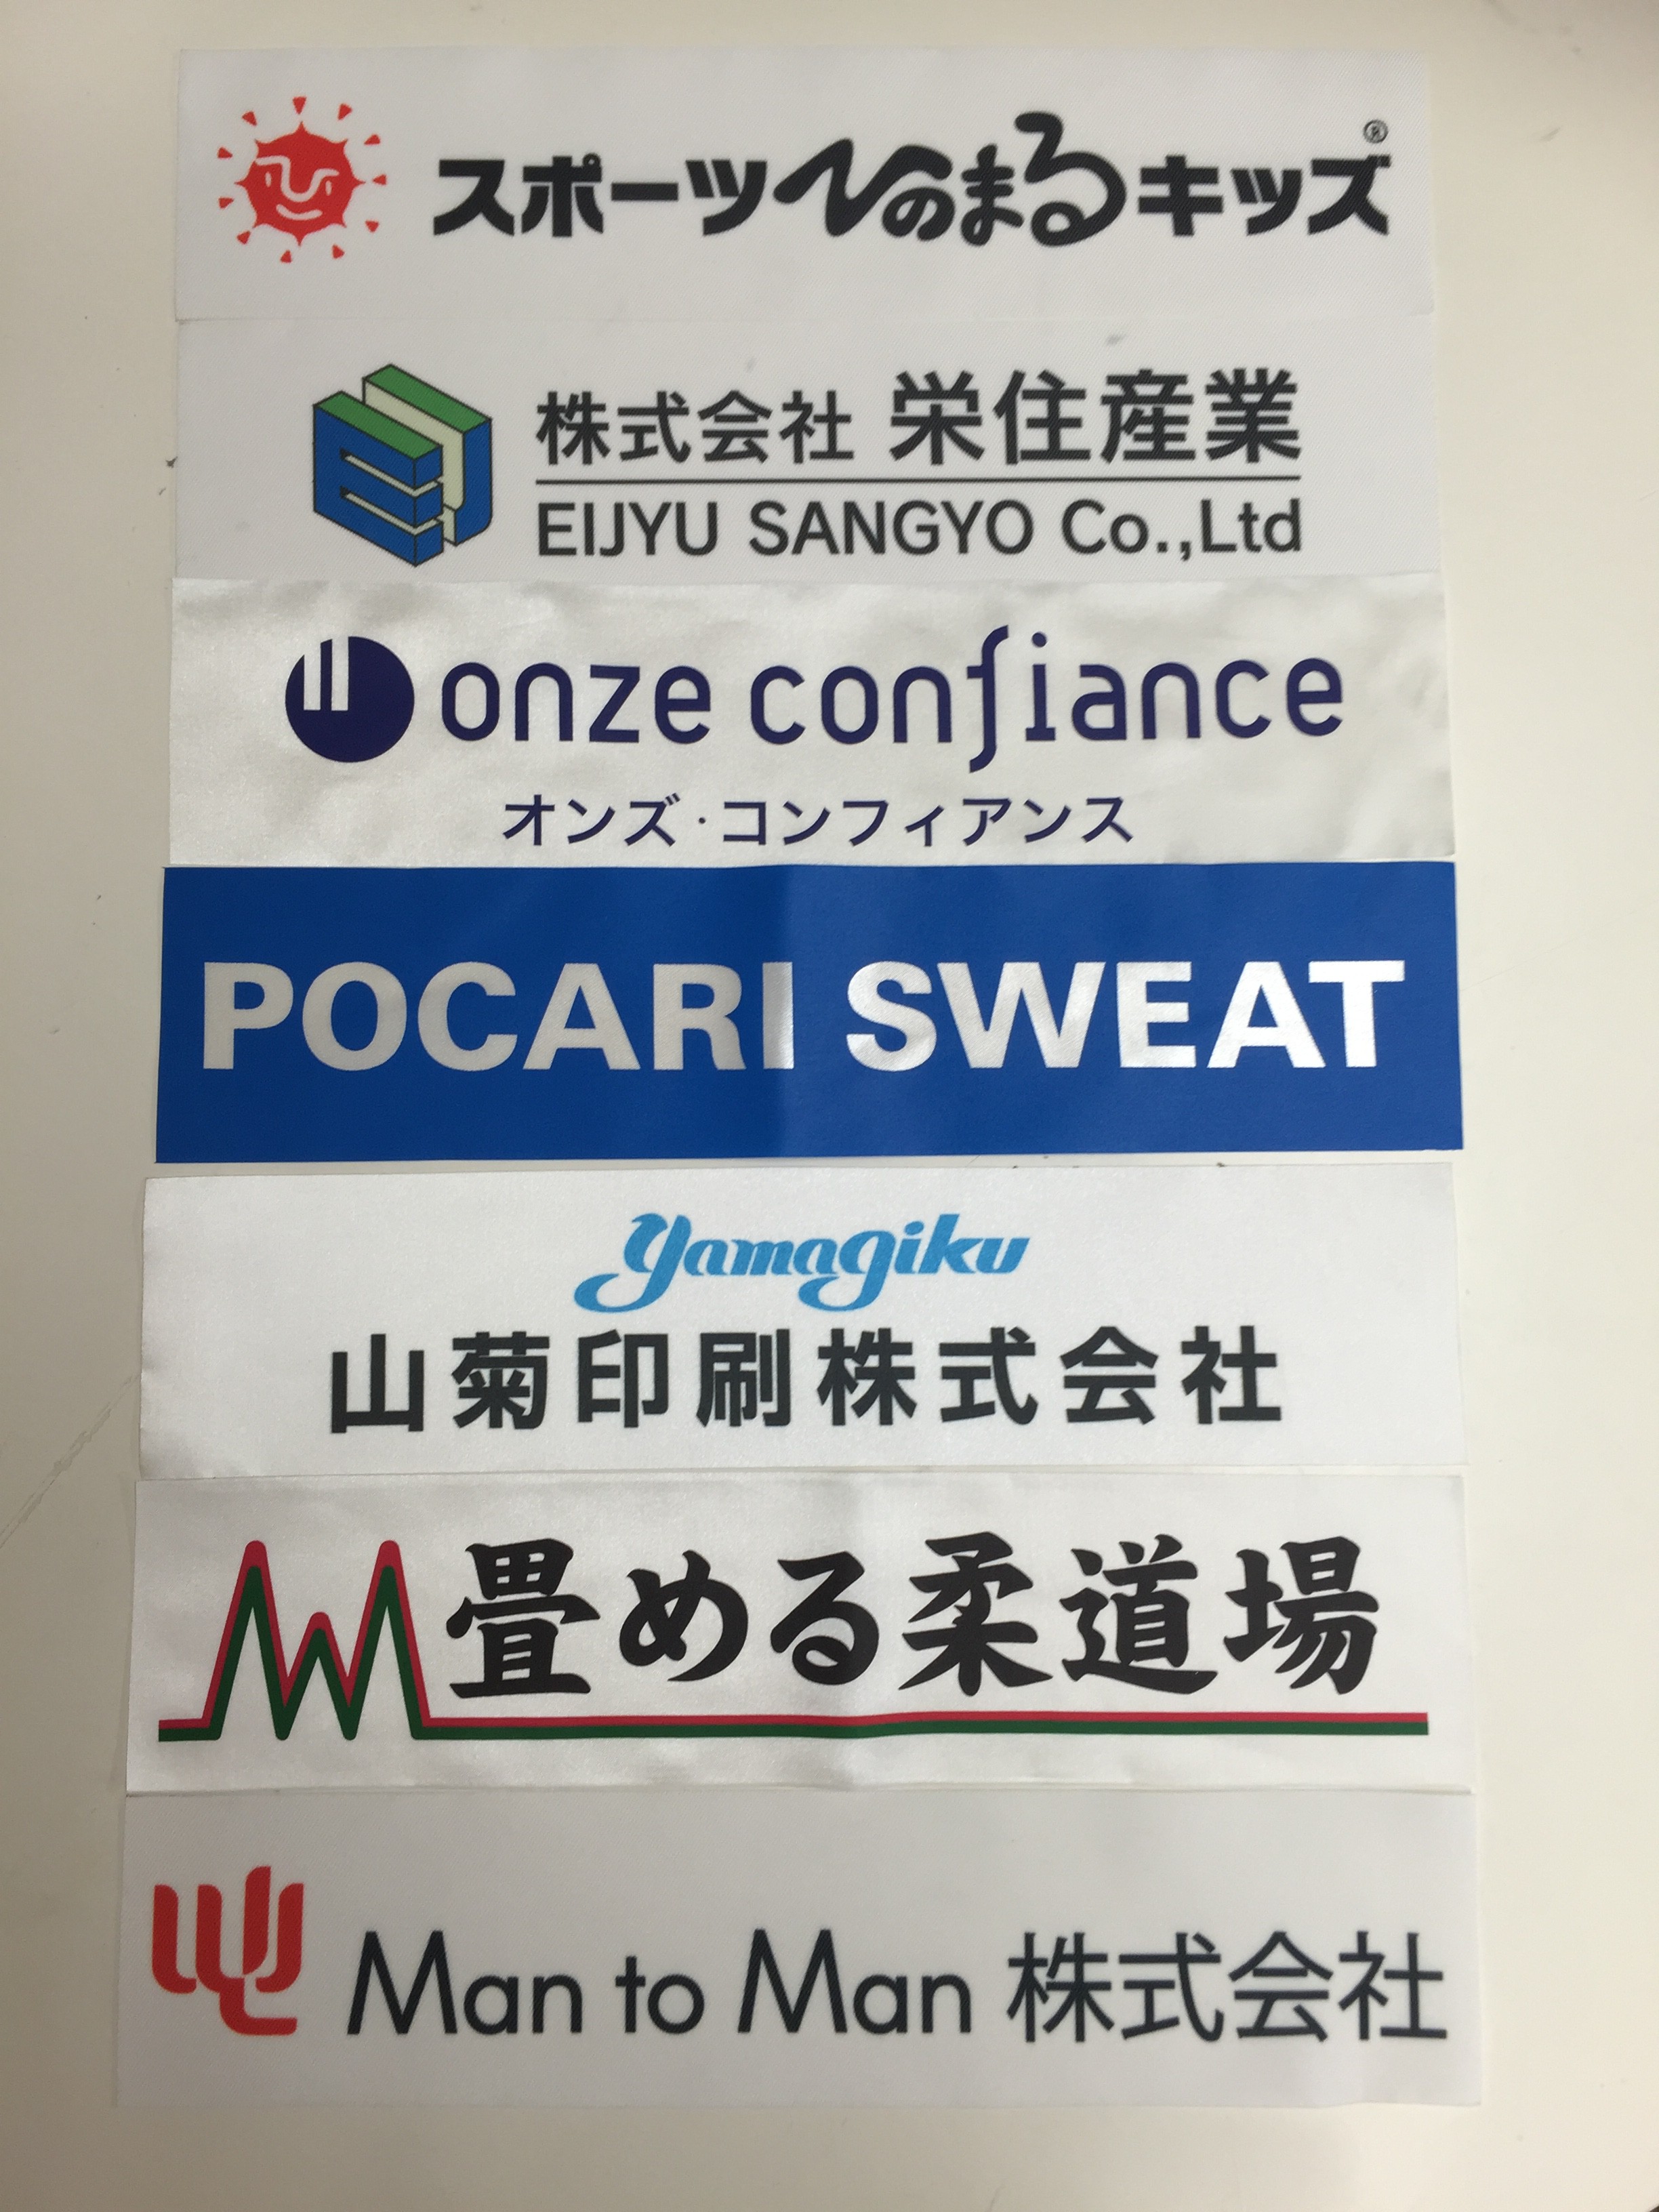 スポーツひのまるキッズ®
株式会社 栄住産業
EIJYU SANGYO Co.,Ltd
onze confiance
オンズ・コンフィアンス
POCARI SWEAT
yamagiku
山菊印刷株式会社
畳める柔道場
Man to Man 株式会社